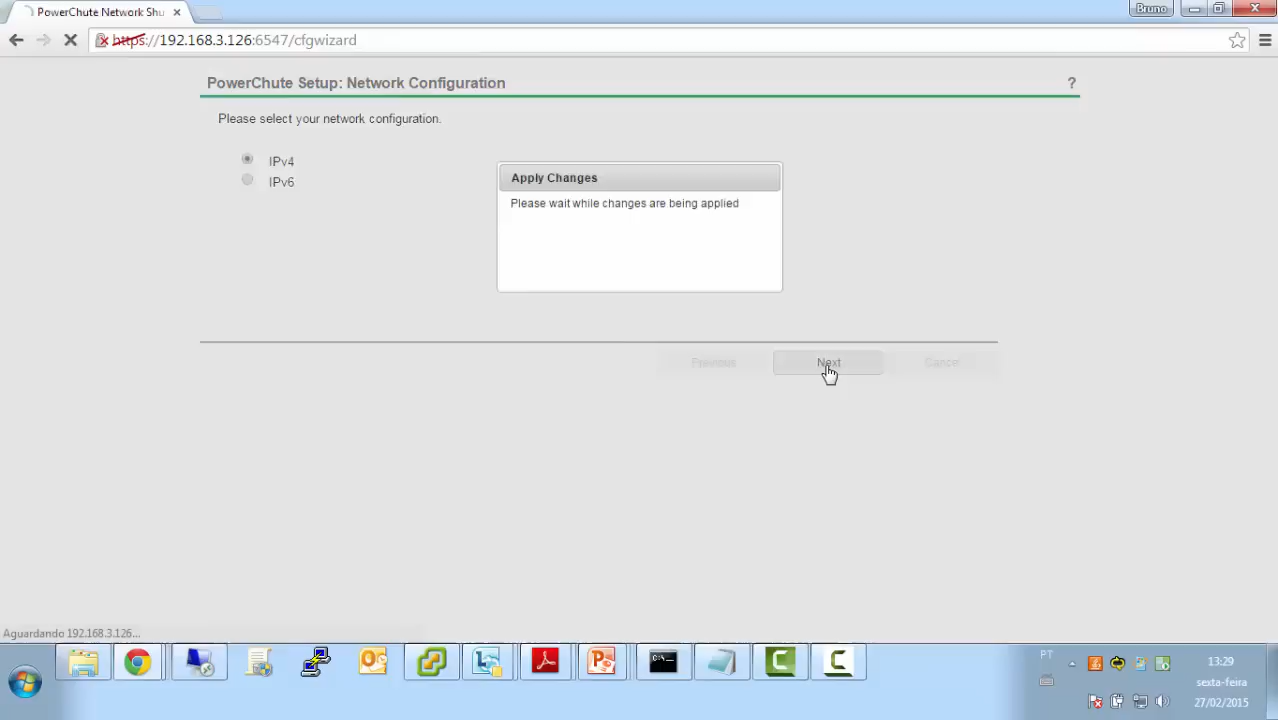 PowerChute Network Shu
Bruno
https://192.168.3.126:6547/cfgwizard
PowerChute Setup: Network Configuration
?
Please select your network configuration.
IPv4
IPv6
Apply Changes
Please wait while changes are being applied
Previous
Next
Cancel
Aguardando 192.168.3.126...
C:\
PT
13:29
sexta-feira
27/02/2015